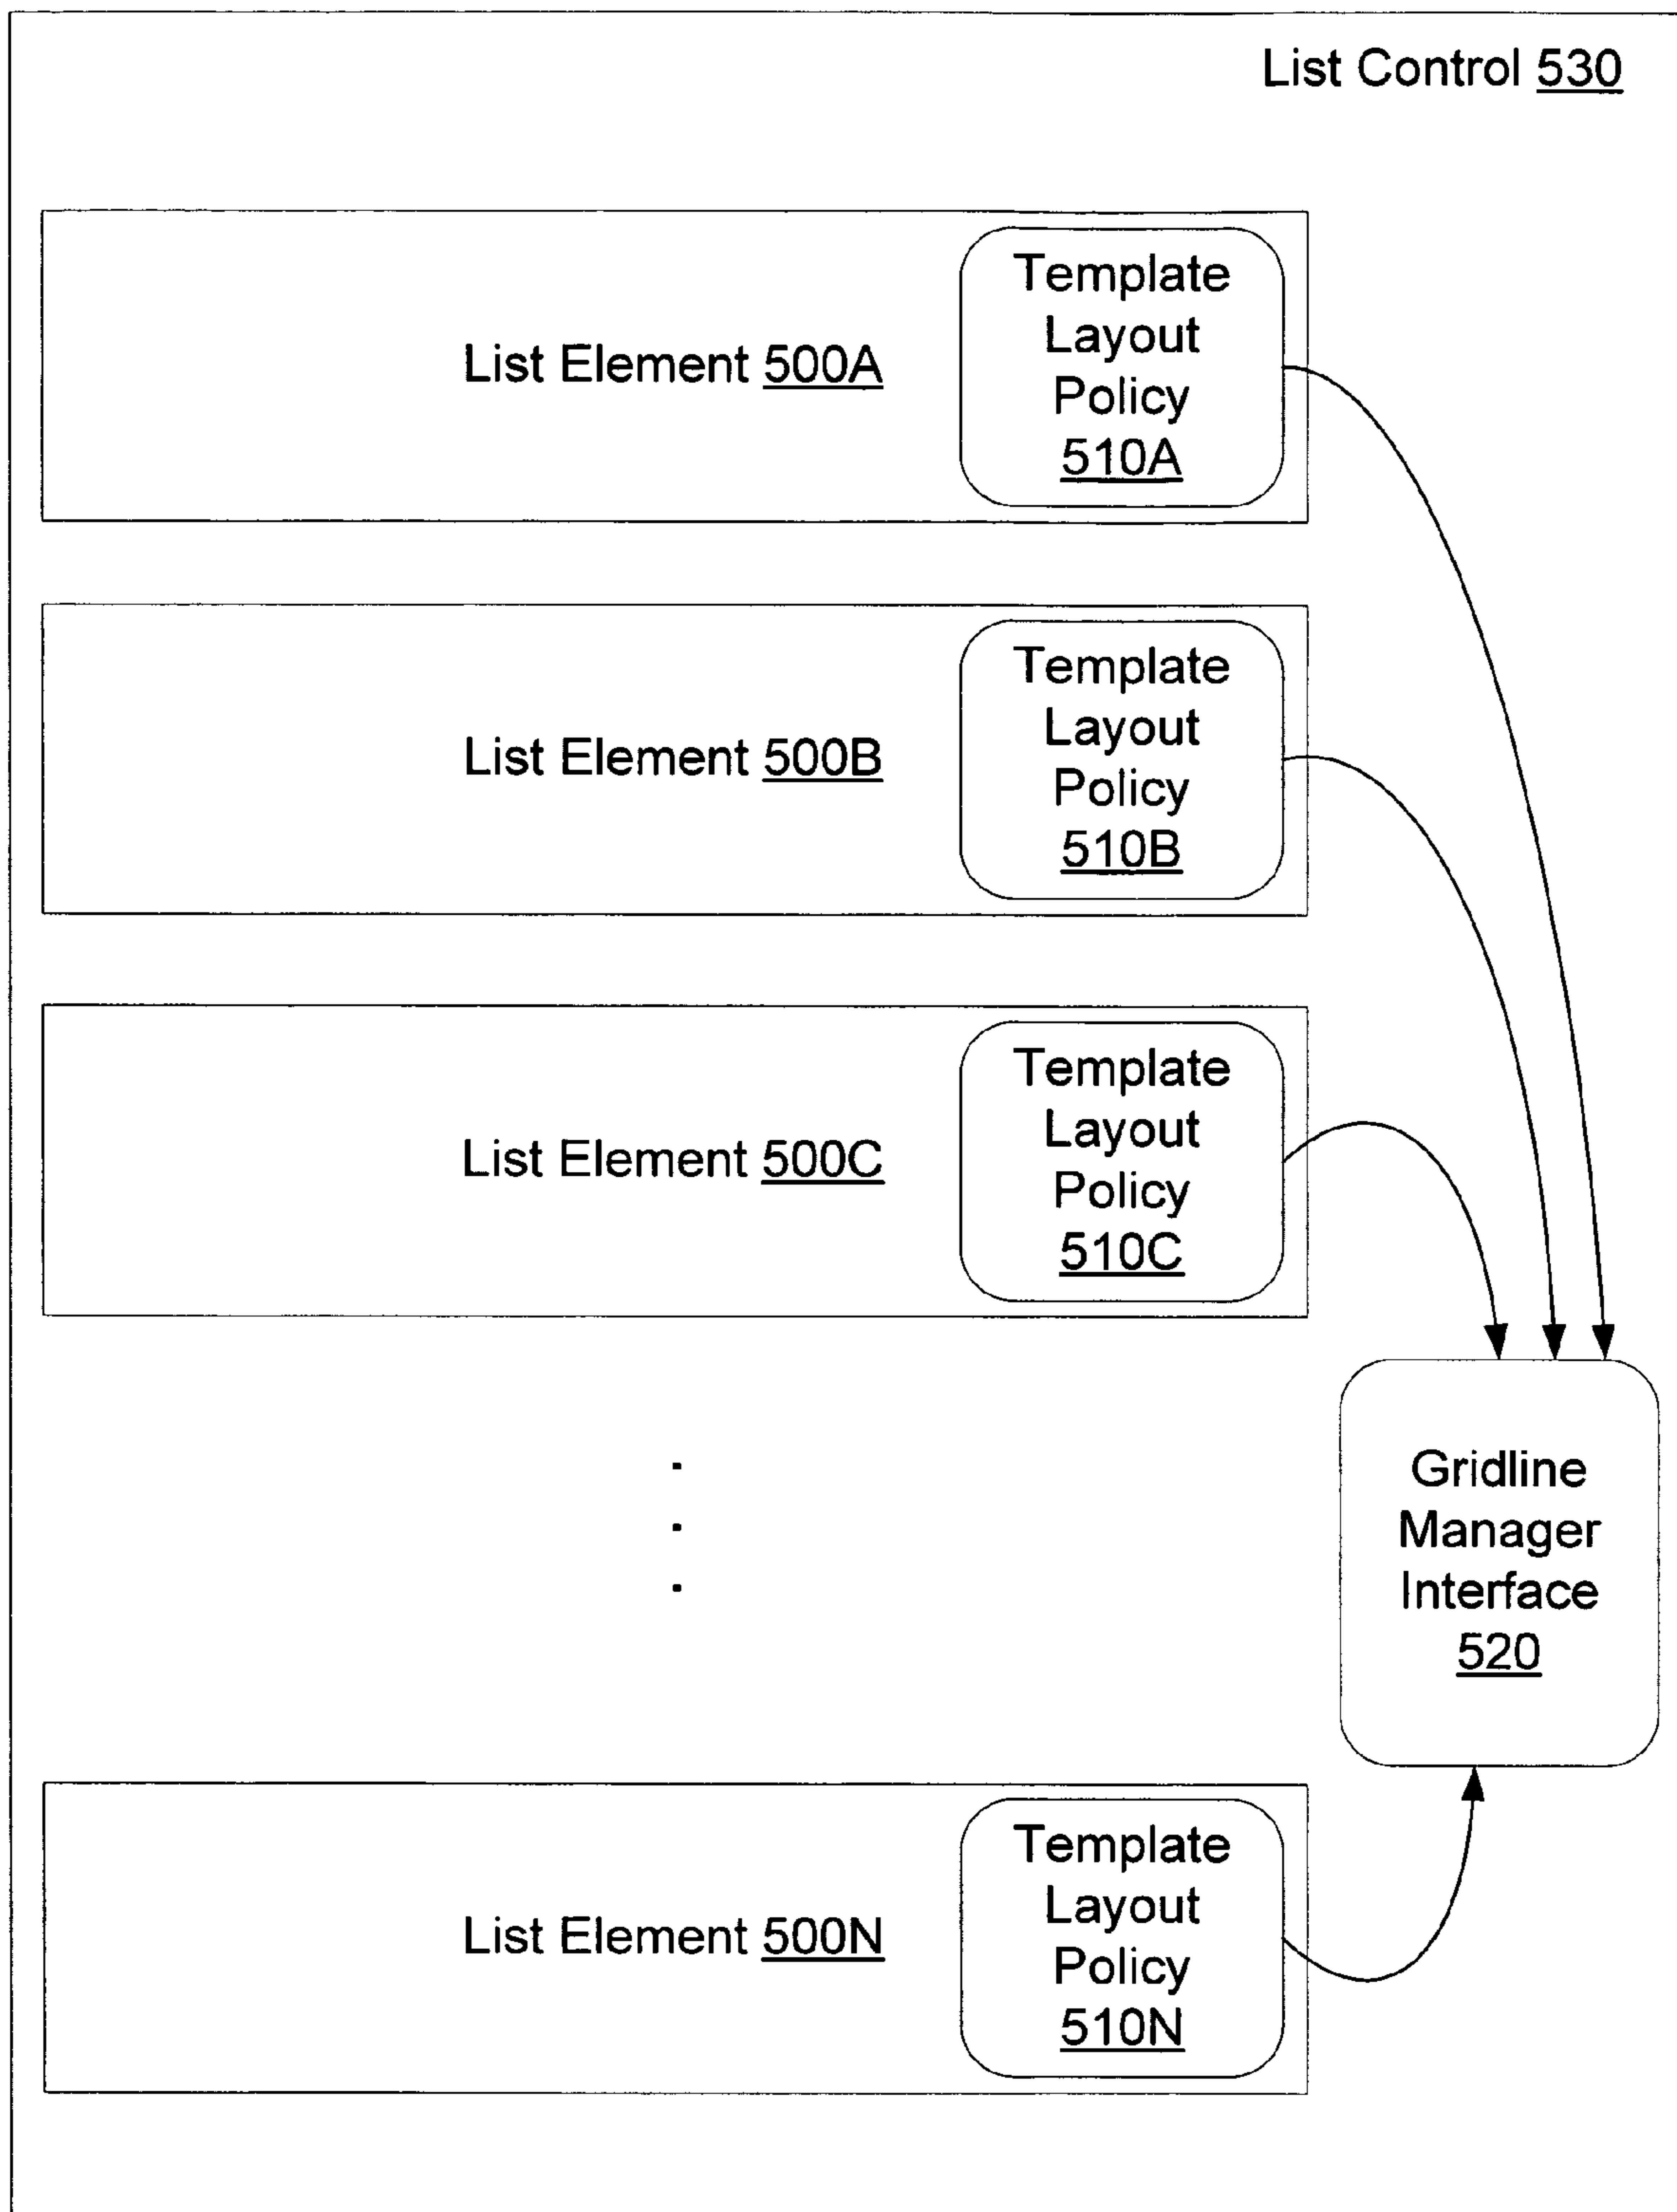 List Control 530
Template
Layout
Policy
510A
List Element 500A
Template
Layout
Policy
510B
List Element 500B
Template
Layout
Policy
510C
List Element 500C
Gridline
Manager
Interface
520
Template
Layout
Policy
510N
List Element 500N